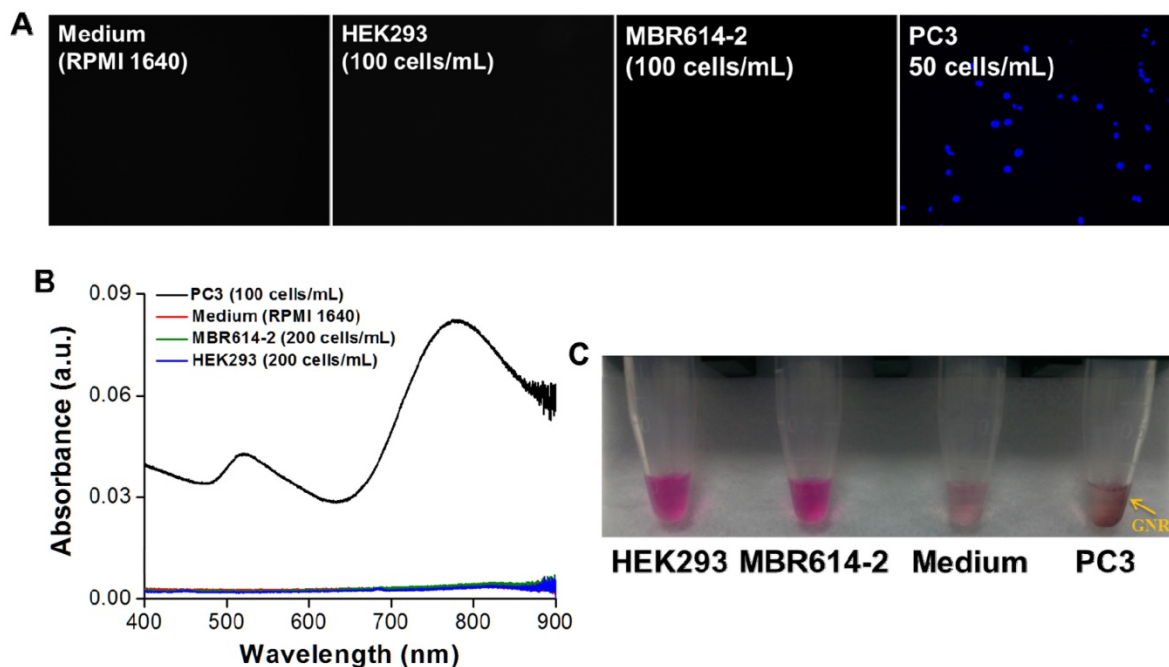 A
Medium
(RPMI 1640)
HEK293
(100 cells/mL)
MBR614-2
(100 cells/mL)
PC3
50 cells/mL)
B
0.09
0.06
0.03
0.00
Absorbance (a.u.)
PC3 (100 cells/mL)
Medium (RPMI 1640)
MBR614-2 (200 cells/mL)
HEK293 (200 cells/mL)
400 500 600 700 800 900
Wavelength (nm)
C
GNR
HEK293 MBR614-2 Medium PC3